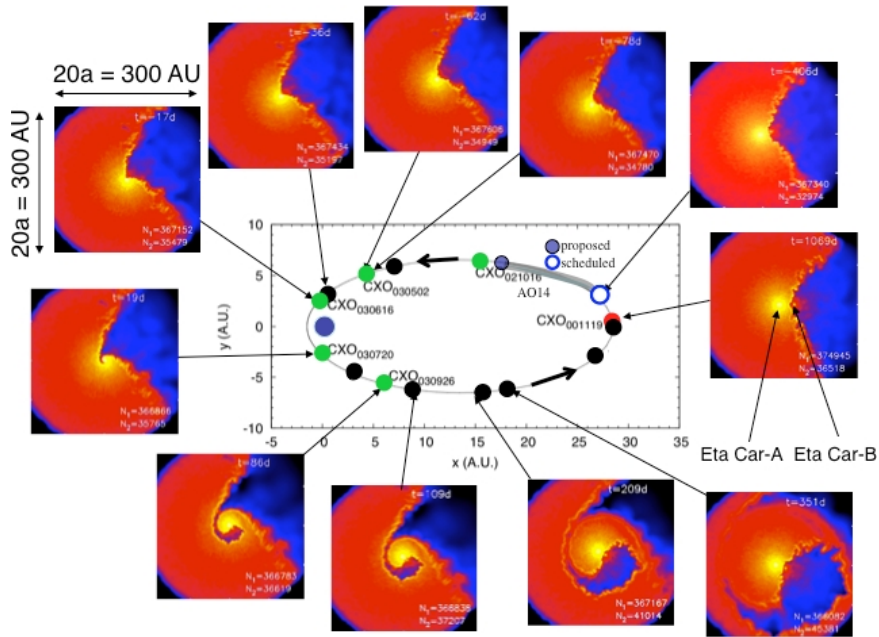 20a = 300 AU
20a = 300 AU
t=-17d
N1=367152
N2=35479
t=-36d
N1=367434
N2=35197
t=-62d
N1=367606
N2=34949
t=-78d
N1=367470
N2=34780
t=-406d
N1=367340
N2=32974
t=1069d
N1=374945
N2=36518
Eta Car-A Eta Car-B
t=19d
N1=366866
N2=35765
y (A.U.)
10
5
0
-5
-10
-5 0 5 10 15 20 25 30 35
x (A.U.)
proposed
scheduled
CXO021016
AO14
CXO030502
CXO030616
CXO001119
CXO030720
CXO030926
t=86d
N1=366783
N2=36619
t=109d
N1=366838
N2=37207
t=209d
N1=367167
N2=41014
t=351d
N1=366082
N2=45381